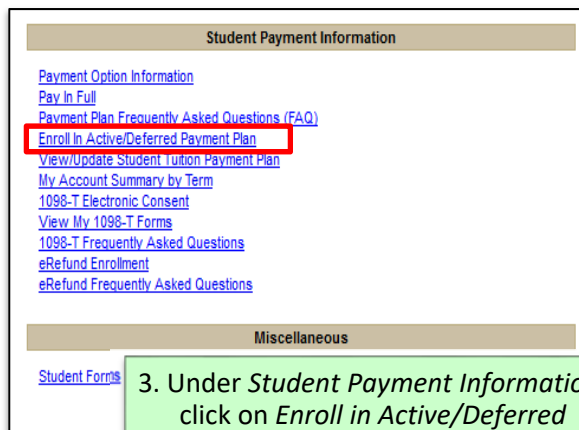 Student Payment Information
Payment Option Information
Pay In Full
Payment Plan Frequently Asked Questions (FAQ)
Enroll In Active/Deferred Payment Plan
View/Update Student Tuition Payment Plan
My Account Summary by Term
1098-T Electronic Consent
View My 1098-T Forms
1098-T Frequently Asked Questions
eRefund Enrollment
eRefund Frequently Asked Questions
Miscellaneous
Student Forms
3. Under Student Payment Informatio
click on Enroll in Active/Deferred